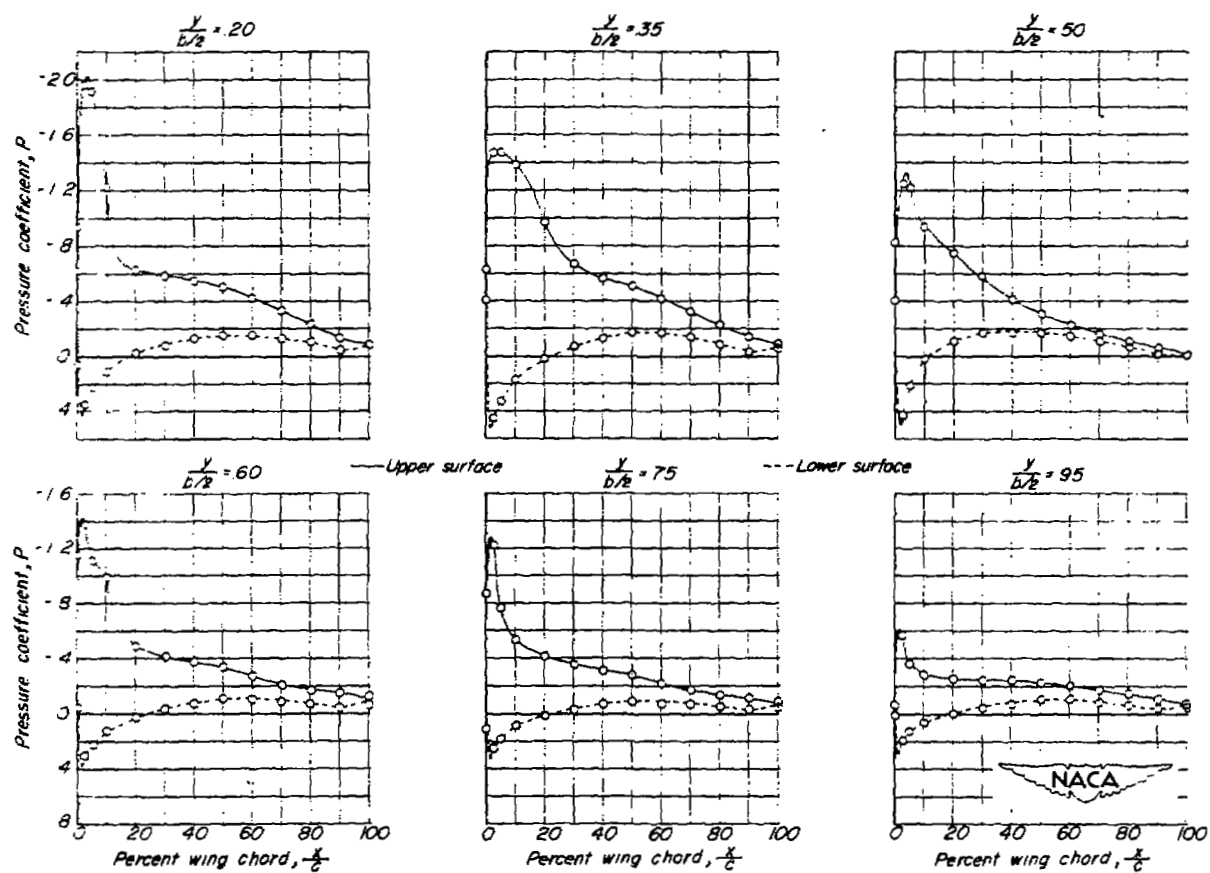 y/b/2 = .20
y/b/2 = .35
y/b/2 = .50
-2.0
-1.6
-1.2
-.8
-.4
0
.4
Pressure coefficient, P
——Upper surface
----Lower surface
y/b/2 = .60
y/b/2 = .75
y/b/2 = .95
-1.6
-1.2
-.8
-.4
0
.4
.8
Pressure coefficient, P
NACA
0 20 40 60 80 100
0 20 40 60 80 100
0 20 40 60 80 100
Percent wing chord, x/c
Percent wing chord, x/c
Percent wing chord, x/c